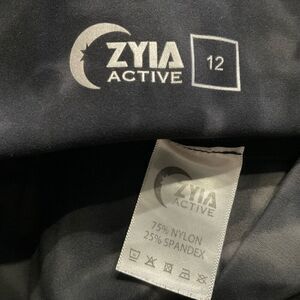 ZYIA
ACTIVE
12
ZYIA
ACTIVE
75% NYLON
25% SPANDEX